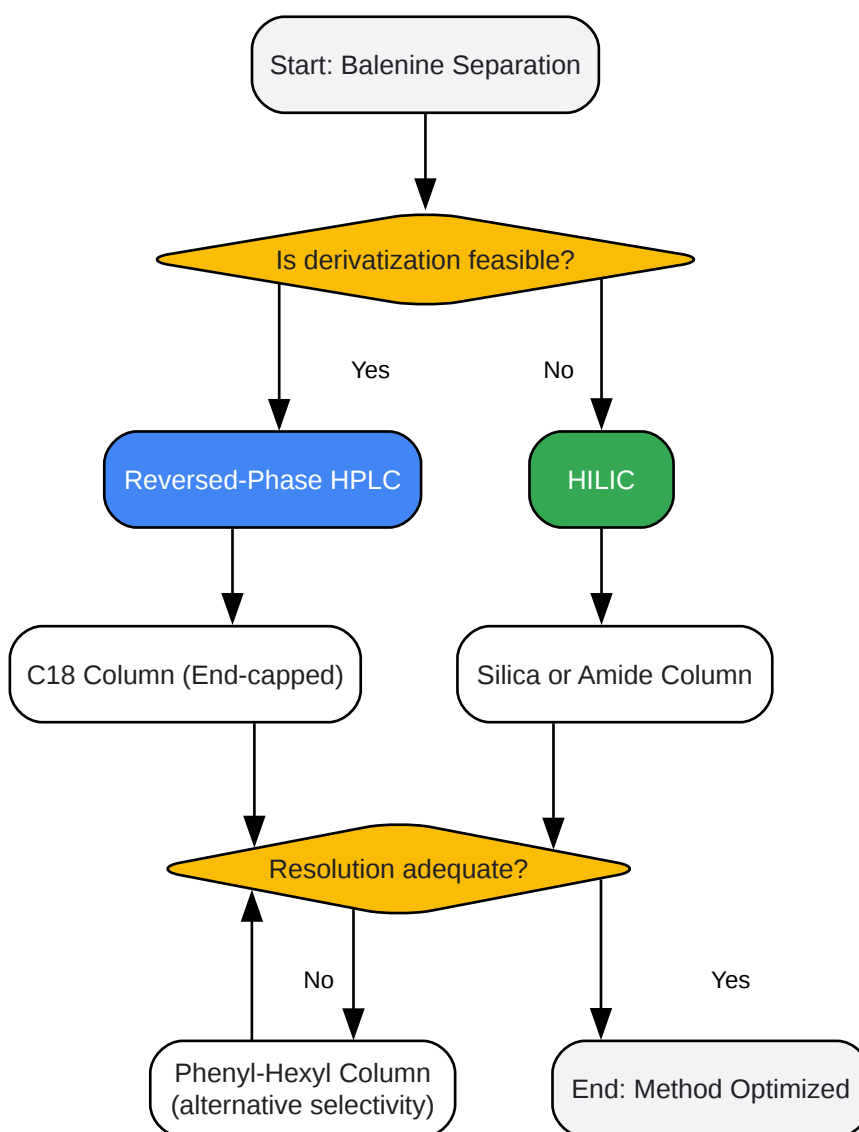 Start: Balenine Separation
Is derivatization feasible?
Yes
No
Reversed-Phase HPLC
HILIC
C18 Column (End-capped)
Silica or Amide Column
Resolution adequate?
No
Yes
Phenyl-Hexyl Column
(alternative selectivity)
End: Method Optimized